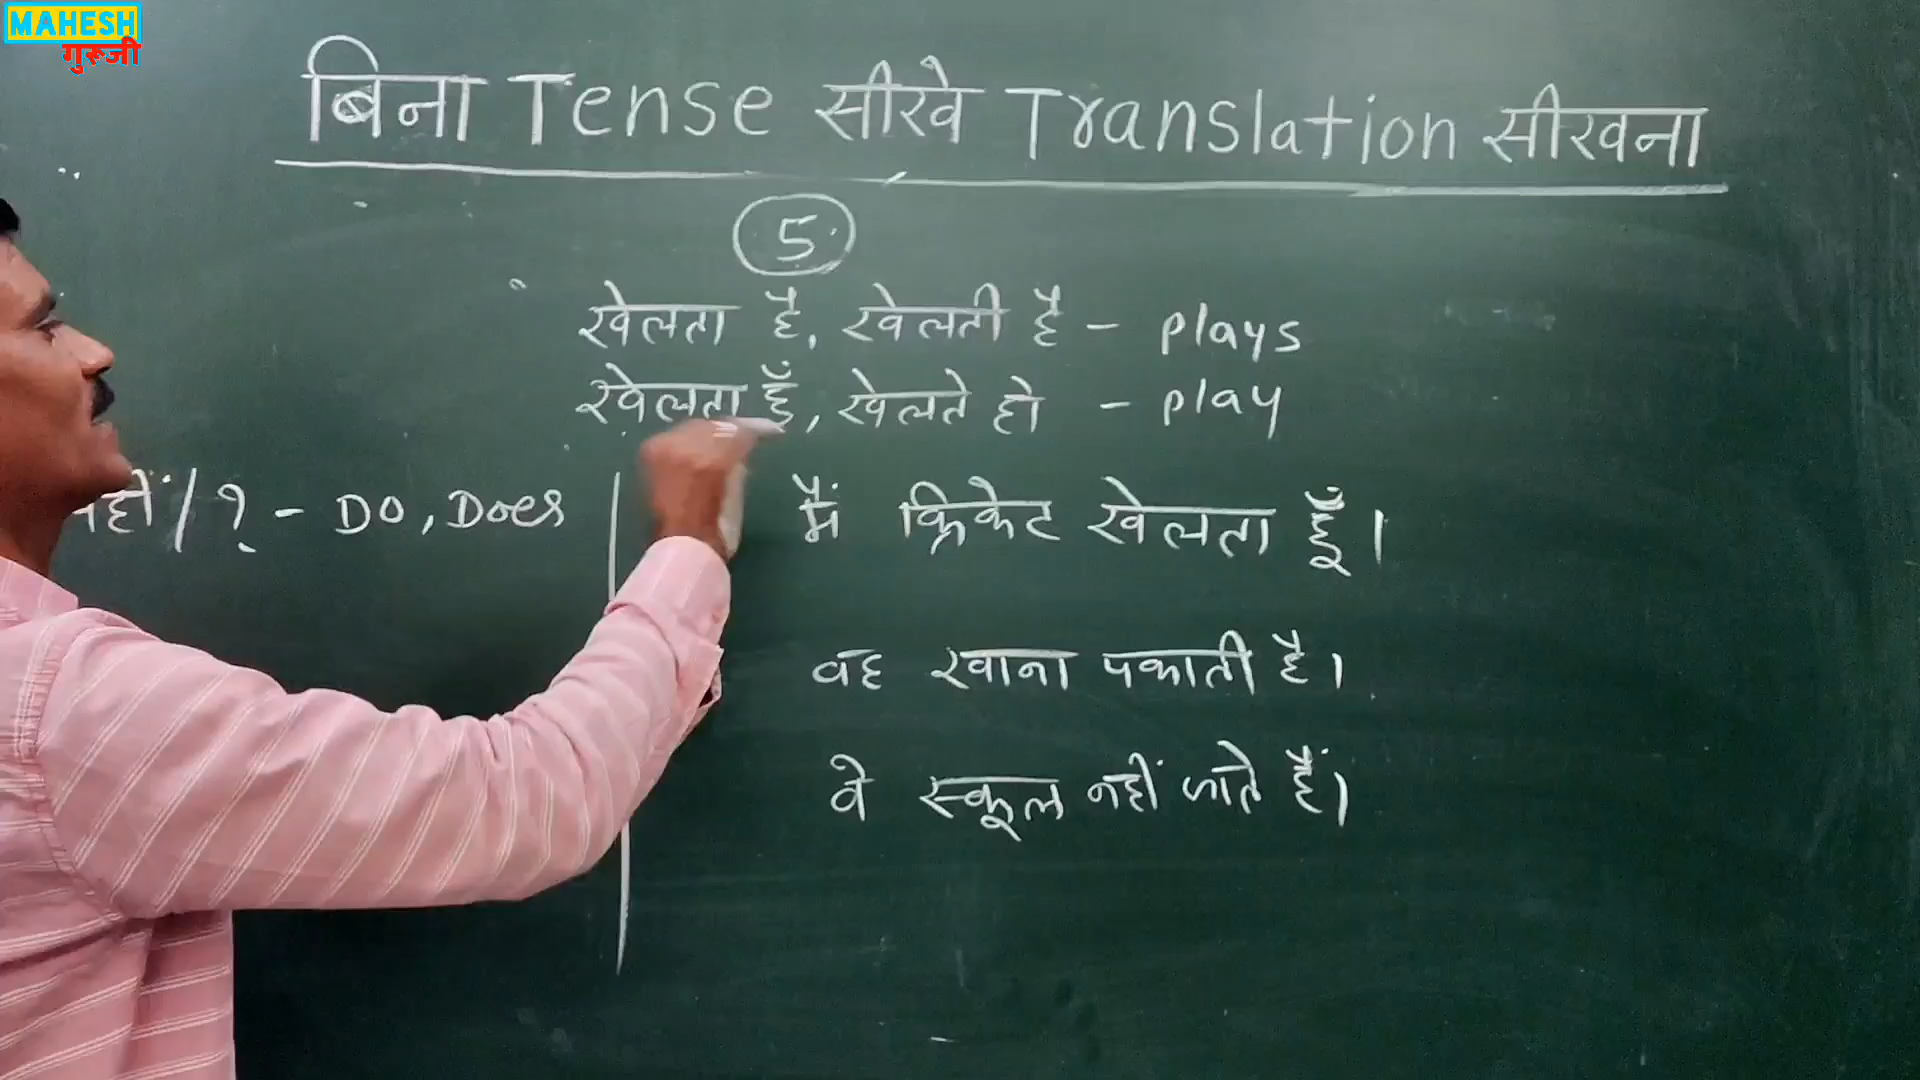 MAHESH
गुरूजी
बिना Tense सीखे Translation सीखना
5
खेलता है, खेलती है - plays
खेलता हूँ, खेलते हो - play
/ ? - Do, Does
मैं क्रिकेट खेलता हूँ।
वह खाना पकाती है।
वे स्कूल नहीं जाते हैं।